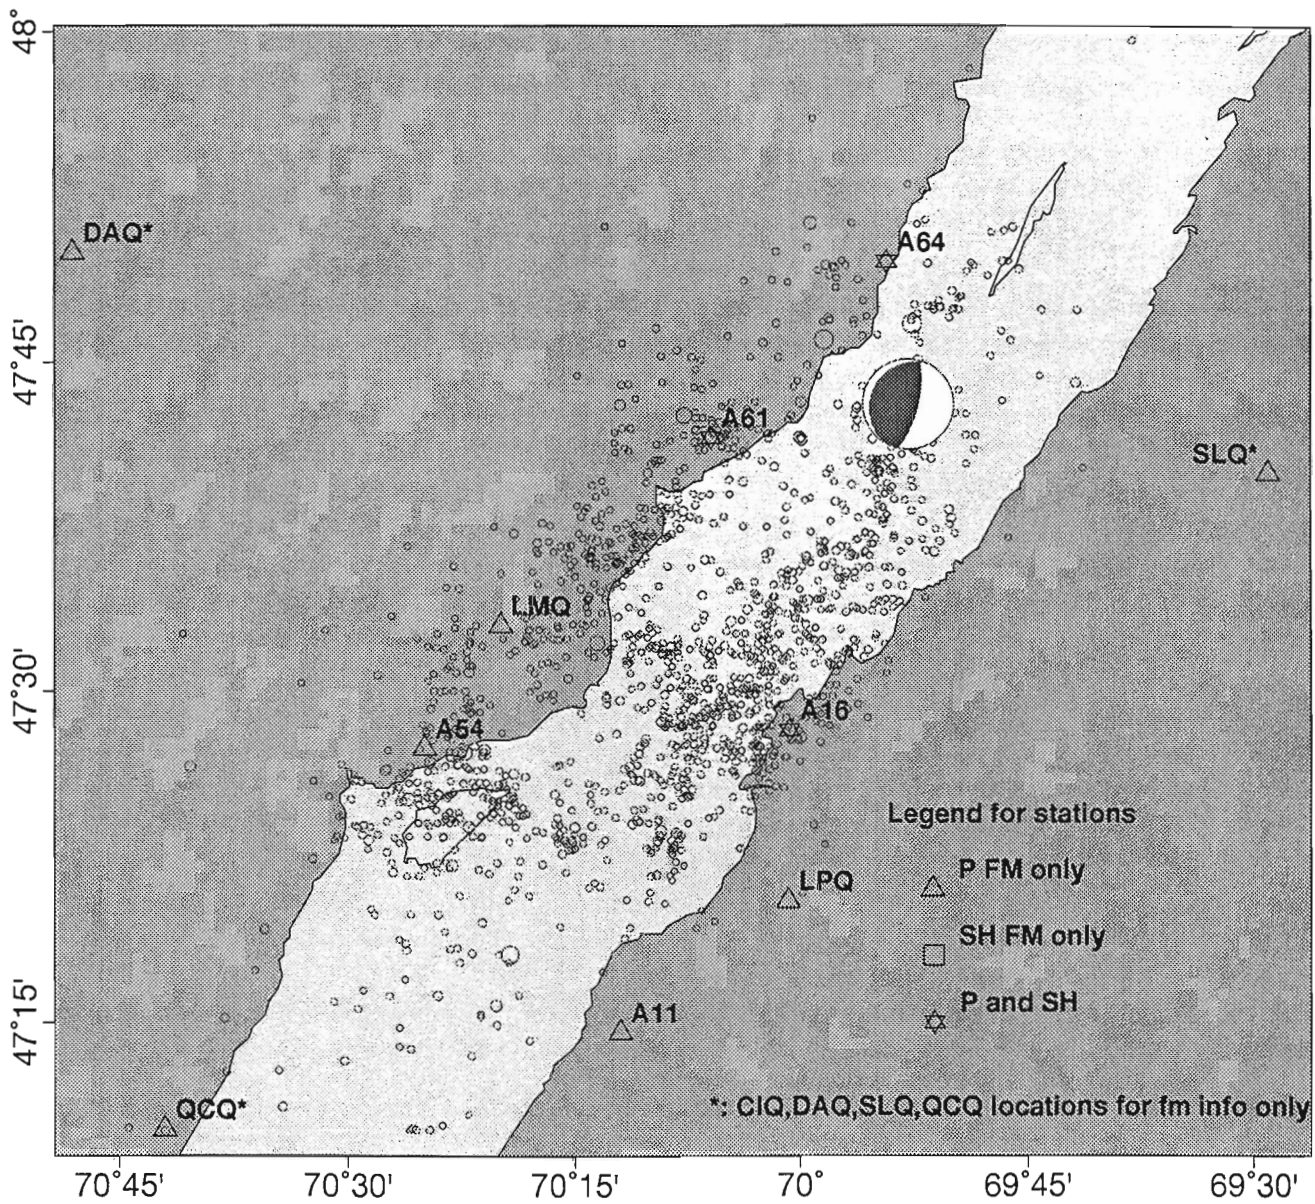 48°
DAQ*
A64
47°45'
A61
SLQ*
LMQ
47°30'
A16
A54
Legend for stations
LPQ
P FM only
SH FM only
P and SH
A11
47°15'
QCQ*
*: CIQ,DAQ,SLQ,QCQ locations for fm info only
70°45'
70°30'
70°15'
70°
69°45'
69°30'